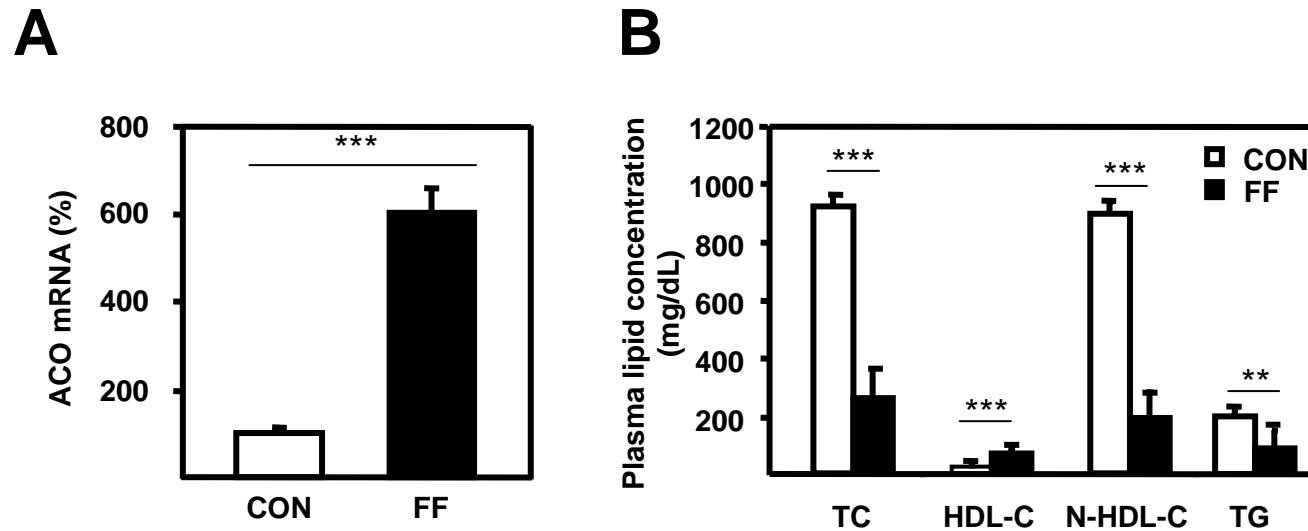 A
ACO mRNA (%)
800
600
400
200
***
CON
FF
B
Plasma lipid concentration
(mg/dL)
1200
1000
800
600
400
200
***
***
***
**
CON
FF
TC
HDL-C
N-HDL-C
TG